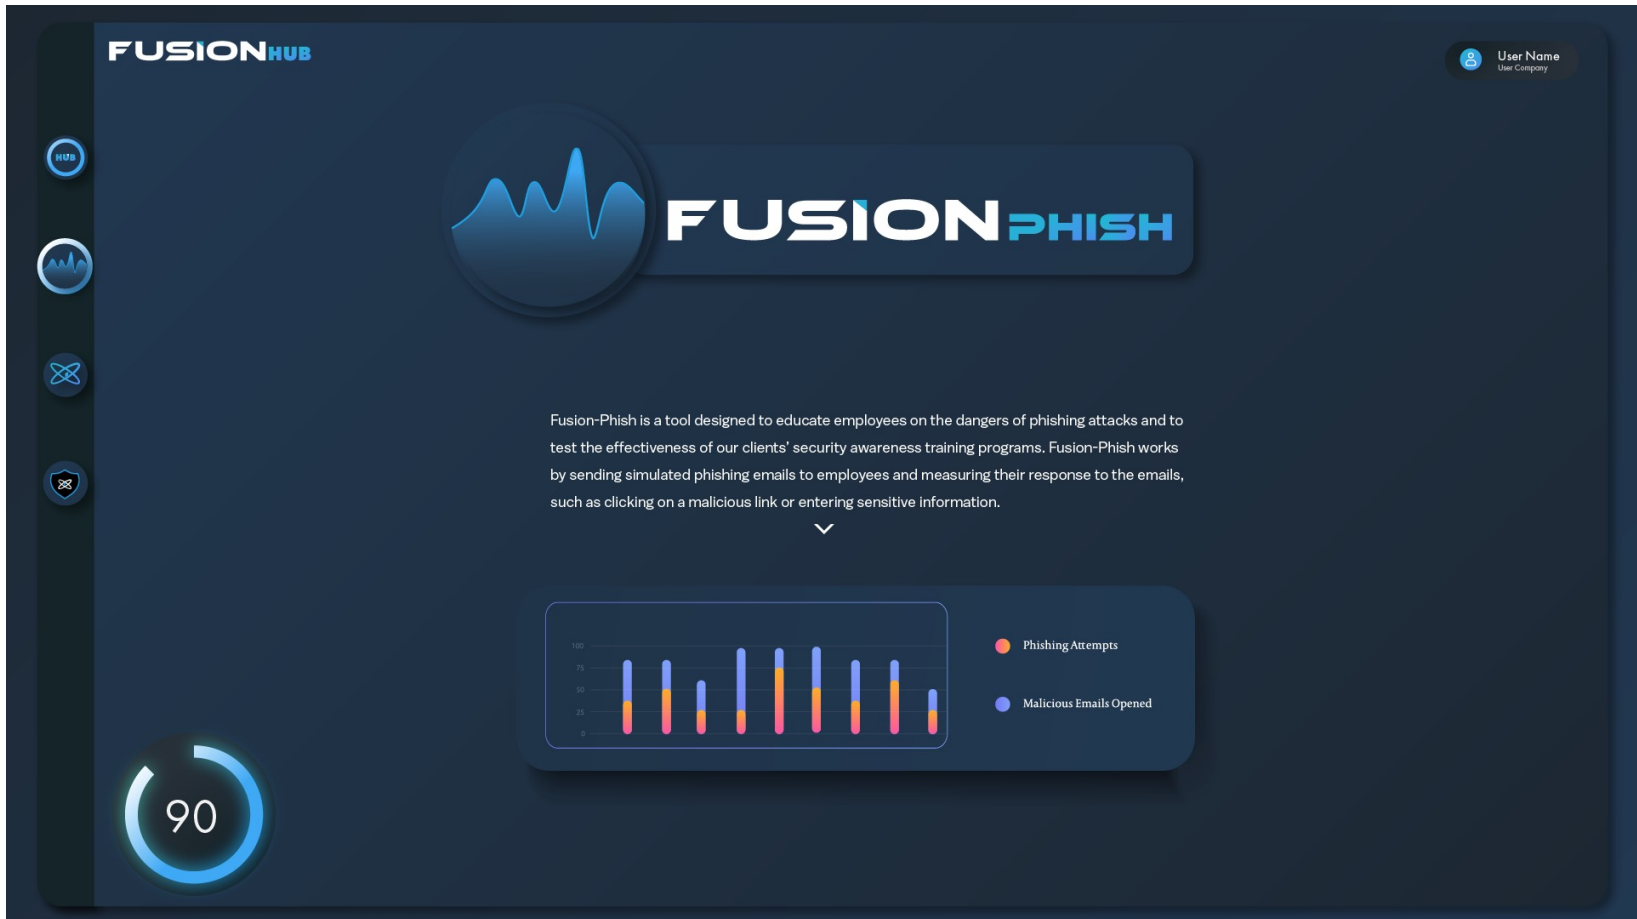 FUSIONHUB
User Name
User Company
HUB
FUSION PHISH
Fusion-Phish is a tool designed to educate employees on the dangers of phishing attacks and to
test the effectiveness of our clients’ security awareness training programs. Fusion-Phish works
by sending simulated phishing emails to employees and measuring their response to the emails,
such as clicking on a malicious link or entering sensitive information.
100
75
50
25
0
Phishing Attempts
Malicious Emails Opened
90